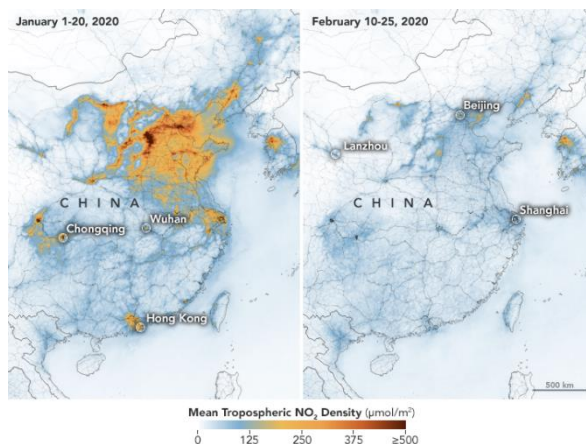 January 1-20, 2020
February 10-25, 2020
Beijing
Lanzhou
CHINA
CHINA
Wuhan
Chongqing
Shanghai
Hong Kong
500 km
Mean Tropospheric NO₂ Density (μmol/m²)
0 125 250 375 ≥500